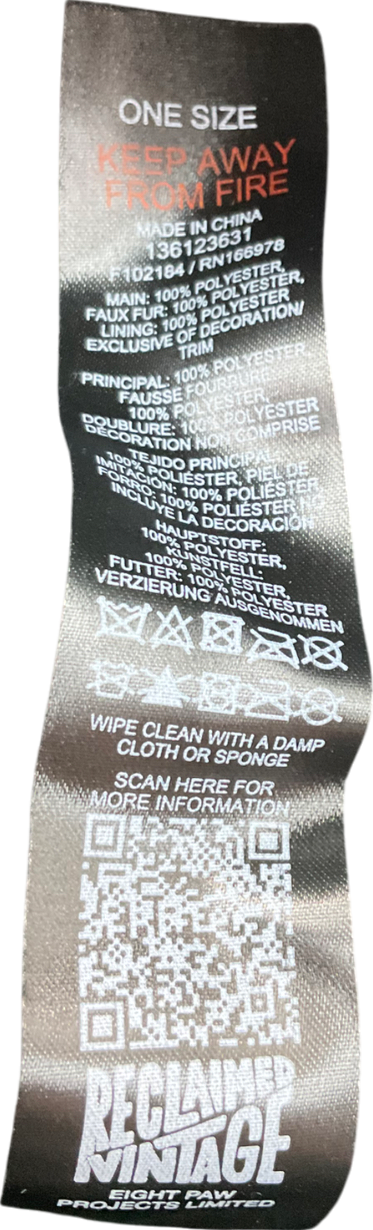 ONE SIZE
KEEP AWAY
FROM FIRE
MADE IN CHINA
136123631
F102184 / RN166978
MAIN: 100% POLYESTER,
FAUX FUR: 100% POLYESTER,
LINING: 100% POLYESTER
EXCLUSIVE OF DECORATION/
TRIM
PRINCIPAL: 100% POLYESTER,
FAUSSE FOURRURE:
100% POLYESTER,
DOUBLURE: 100% POLYESTER
DÉCORATION NON COMPRISE
TEJIDO PRINCIPAL:
100% POLIÉSTER, PIEL DE
IMITACIÓN: 100% POLIÉSTER
FORRO: 100% POLIÉSTER
INCLUYE LA DECORACIÓN
HAUPTSTOFF:
100% POLYESTER,
KUNSTFELL:
100% POLYESTER,
FUTTER: 100% POLYESTER
VERZIERUNG AUSGENOMMEN
WIPE CLEAN WITH A DAMP
CLOTH OR SPONGE
SCAN HERE FOR
MORE INFORMATION
RECLAIMED
VINTAGE
EIGHT PAW
PROJECTS LIMITED